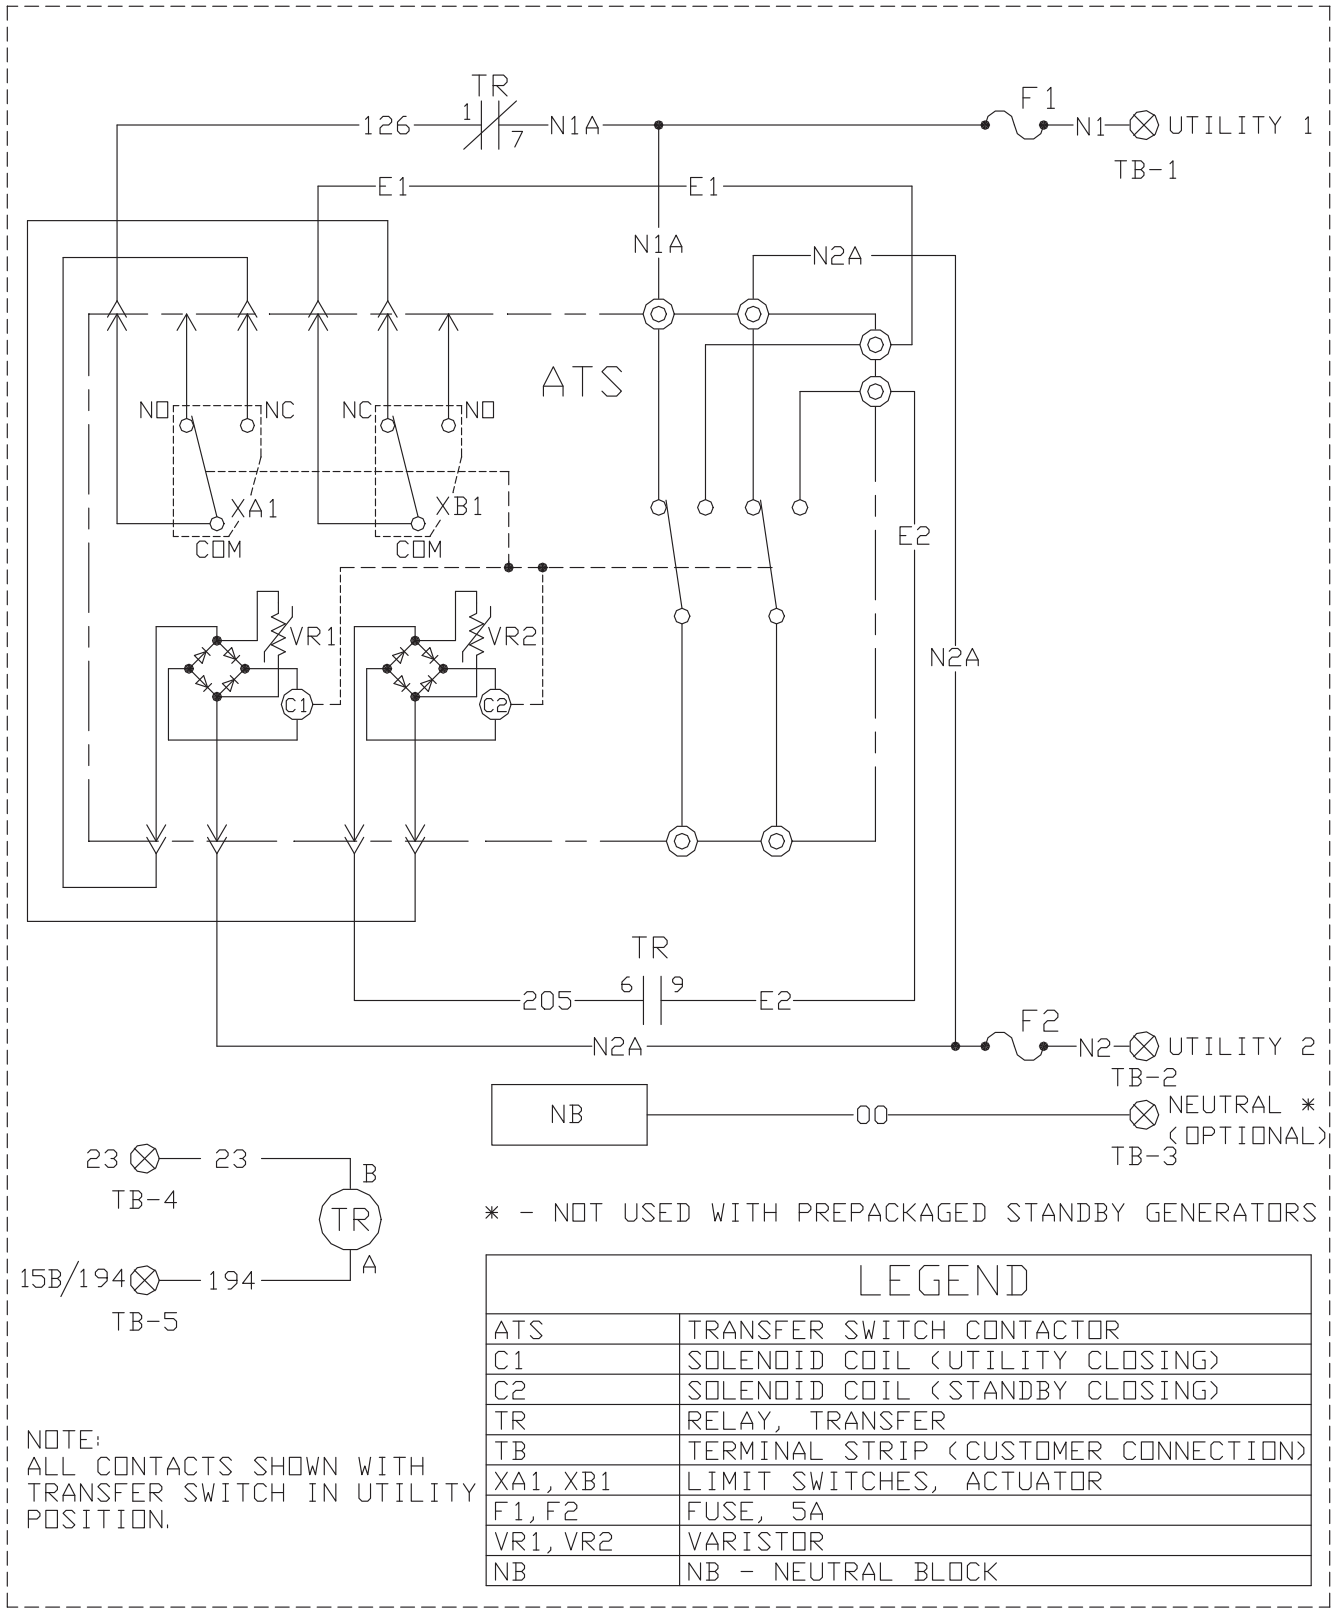 TR
F1
126
1
7
N1A
N1
UTILITY 1
TB-1
E1
E1
N1A
N2A
ATS
NO
NC
NC
NO
XA1
XB1
COM
COM
E2
VR1
VR2
N2A
C1
C2
TR
6
9
205
E2
F2
N2A
N2
UTILITY 2
TB-2
NB
00
NEUTRAL *
(OPTIONAL)
TB-3
23
23
B
TB-4
TR
* - NOT USED WITH PREPACKAGED STANDBY GENERATORS
A
15B/194
194
TB-5
LEGEND
ATS TRANSFER SWITCH CONTACTOR
C1 SOLENOID COIL (UTILITY CLOSING)
C2 SOLENOID COIL (STANDBY CLOSING)
TR RELAY, TRANSFER
TB TERMINAL STRIP (CUSTOMER CONNECTION)
XA1, XB1 LIMIT SWITCHES, ACTUATOR
F1, F2 FUSE, 5A
VR1, VR2 VARISTOR
NB NB - NEUTRAL BLOCK
NOTE:
ALL CONTACTS SHOWN WITH
TRANSFER SWITCH IN UTILITY
POSITION.